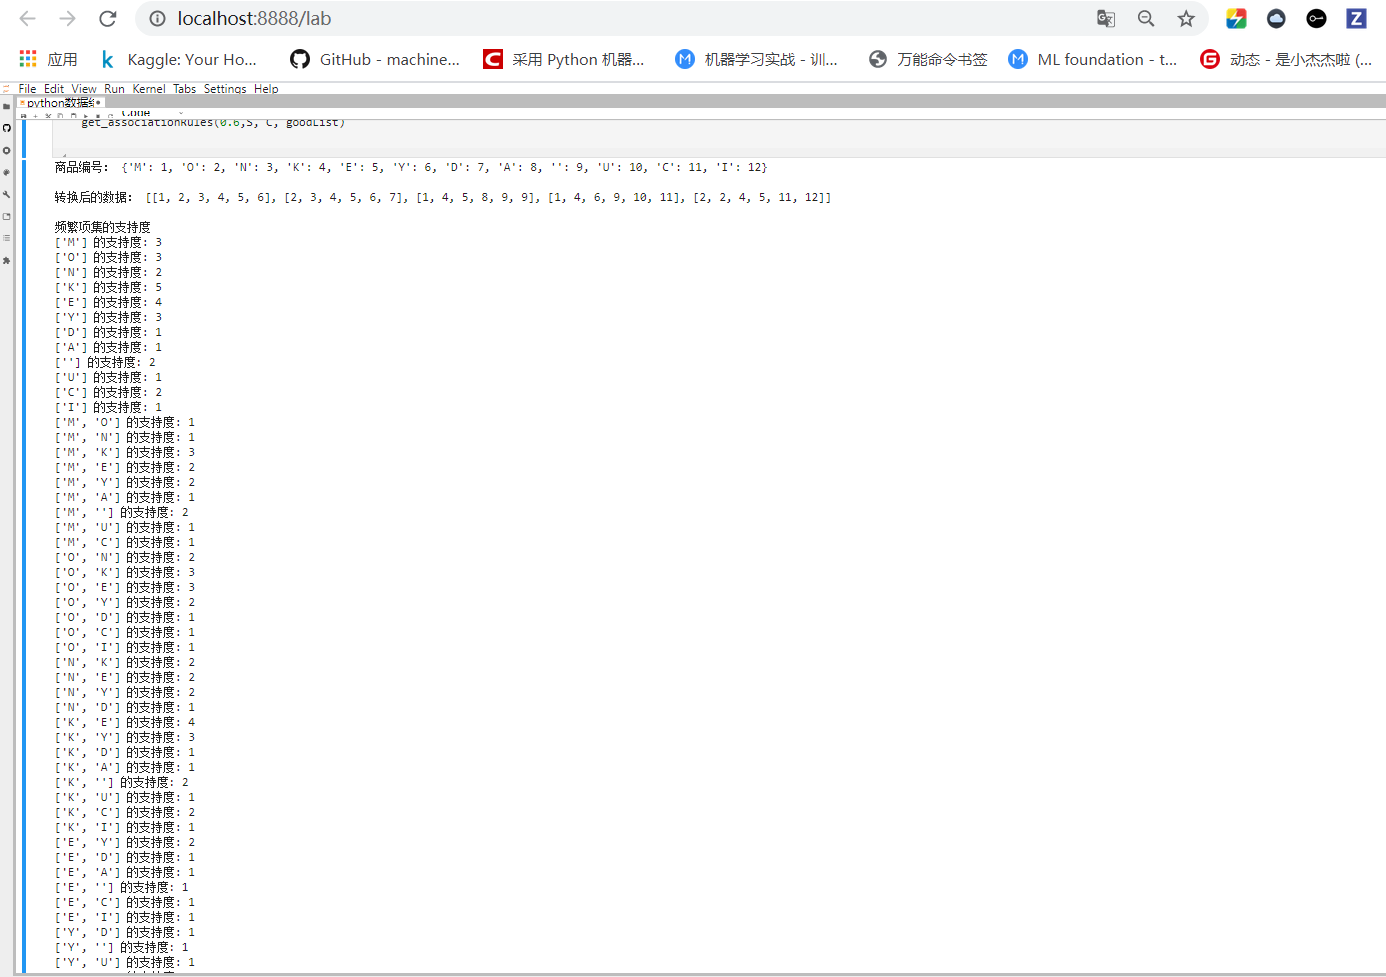 localhost:8888/lab
应用
Kaggle: Your Ho...
GitHub - machine...
采用 Python 机器...
机器学习实战 - 训...
万能命令书签
ML foundation - t...
动态 - 是小杰杰啦 (...
File Edit View Run Kernel Tabs Settings Help
python数据结
Code
get_associationRules(0.6,S, C, goodList)
商品编号: {'M': 1, 'O': 2, 'N': 3, 'K': 4, 'E': 5, 'Y': 6, 'D': 7, 'A': 8, '': 9, 'U': 10, 'C': 11, 'I': 12}
转换后的数据: [[1, 2, 3, 4, 5, 6], [2, 3, 4, 5, 6, 7], [1, 4, 5, 8, 9, 9], [1, 4, 6, 9, 10, 11], [2, 2, 4, 5, 11, 12]]
频繁项集的支持度
['M'] 的支持度: 3
['O'] 的支持度: 3
['N'] 的支持度: 2
['K'] 的支持度: 5
['E'] 的支持度: 4
['Y'] 的支持度: 3
['D'] 的支持度: 1
['A'] 的支持度: 1
[''] 的支持度: 2
['U'] 的支持度: 1
['C'] 的支持度: 2
['I'] 的支持度: 1
['M', 'O'] 的支持度: 1
['M', 'N'] 的支持度: 1
['M', 'K'] 的支持度: 3
['M', 'E'] 的支持度: 2
['M', 'Y'] 的支持度: 2
['M', 'A'] 的支持度: 1
['M', ''] 的支持度: 2
['M', 'U'] 的支持度: 1
['M', 'C'] 的支持度: 1
['O', 'N'] 的支持度: 2
['O', 'K'] 的支持度: 3
['O', 'E'] 的支持度: 3
['O', 'Y'] 的支持度: 2
['O', 'D'] 的支持度: 1
['O', 'C'] 的支持度: 1
['O', 'I'] 的支持度: 1
['N', 'K'] 的支持度: 2
['N', 'E'] 的支持度: 2
['N', 'Y'] 的支持度: 2
['N', 'D'] 的支持度: 1
['K', 'E'] 的支持度: 4
['K', 'Y'] 的支持度: 3
['K', 'D'] 的支持度: 1
['K', 'A'] 的支持度: 1
['K', ''] 的支持度: 2
['K', 'U'] 的支持度: 1
['K', 'C'] 的支持度: 2
['K', 'I'] 的支持度: 1
['E', 'Y'] 的支持度: 2
['E', 'D'] 的支持度: 1
['E', 'A'] 的支持度: 1
['E', ''] 的支持度: 1
['E', 'C'] 的支持度: 1
['E', 'I'] 的支持度: 1
['Y', 'D'] 的支持度: 1
['Y', ''] 的支持度: 1
['Y', 'U'] 的支持度: 1